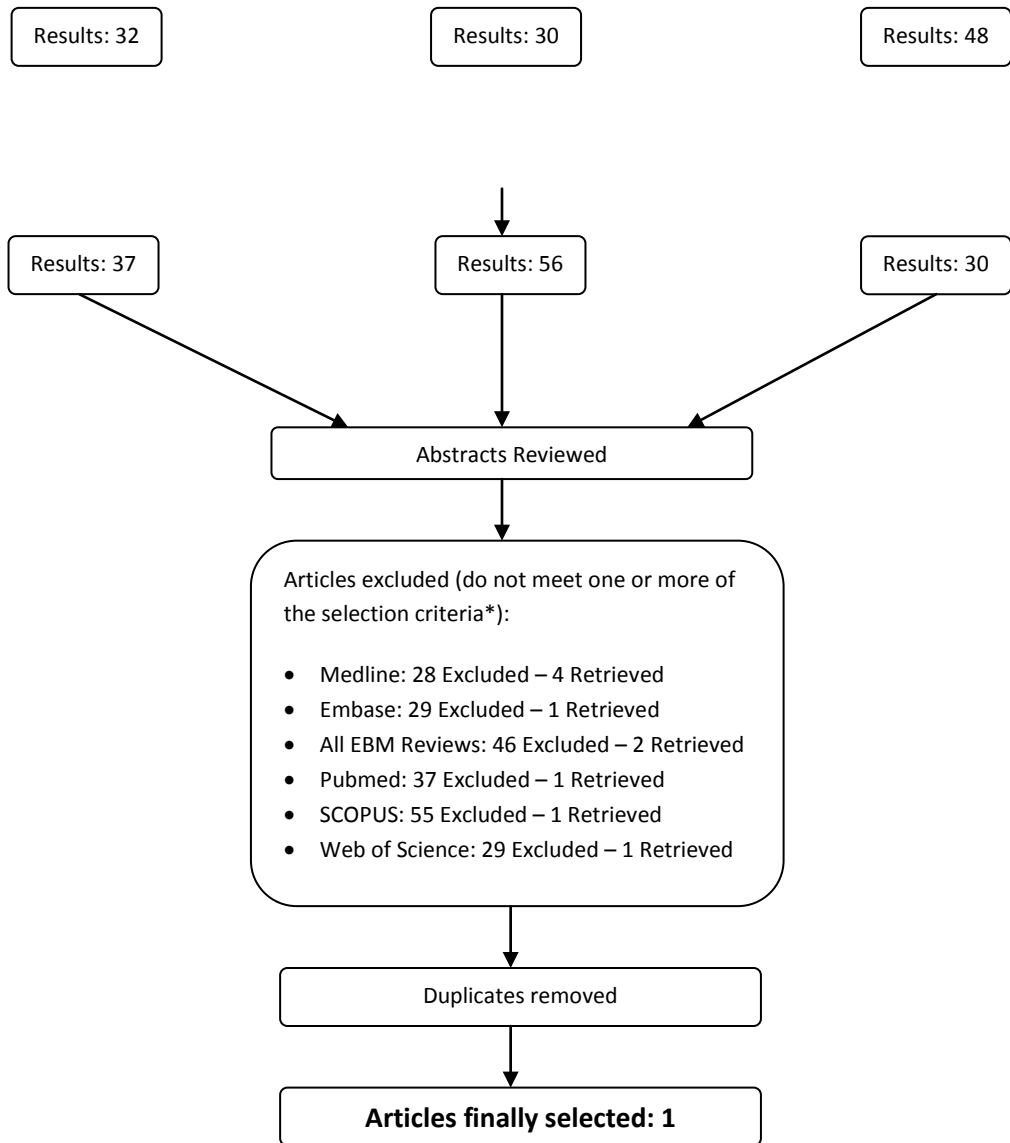 Results: 32
Results: 30
Results: 48
Results: 37
Results: 56
Results: 30
Abstracts Reviewed
Articles excluded (do not meet one or more of
the selection criteria*):
• Medline: 28 Excluded – 4 Retrieved
• Embase: 29 Excluded – 1 Retrieved
• All EBM Reviews: 46 Excluded – 2 Retrieved
• Pubmed: 37 Excluded – 1 Retrieved
• SCOPUS: 55 Excluded – 1 Retrieved
• Web of Science: 29 Excluded – 1 Retrieved
Duplicates removed
Articles finally selected: 1